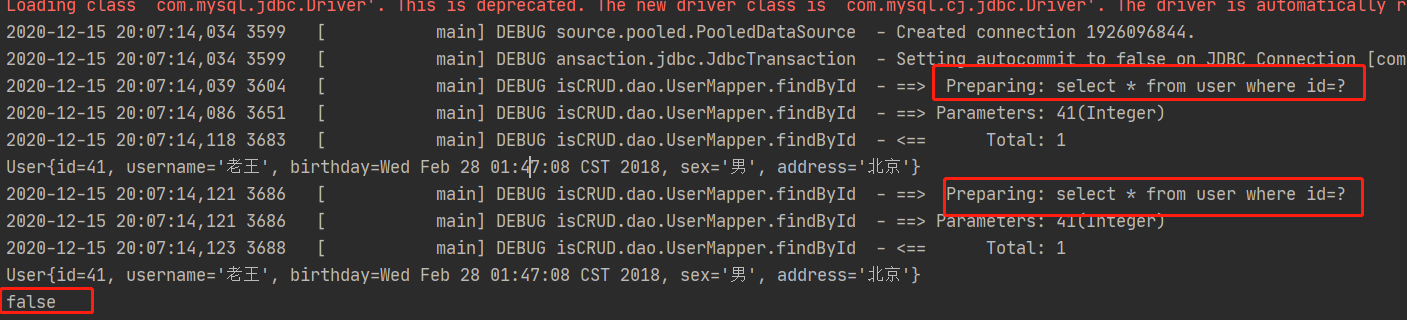 Loading class `com.mysql.jdbc.Driver'. This is deprecated. The new driver class is `com.mysql.cj.jdbc.Driver'. The driver is automatically r
2020-12-15 20:07:14,034 3599   [           main] DEBUG source.pooled.PooledDataSource  - Created connection 1926096844.
2020-12-15 20:07:14,034 3599   [           main] DEBUG ansaction.jdbc.JdbcTransaction  - Setting autocommit to false on JDBC Connection [com
2020-12-15 20:07:14,039 3604   [           main] DEBUG isCRUD.dao.UserMapper.findById  - ==>  Preparing: select * from user where id=?
2020-12-15 20:07:14,086 3651   [           main] DEBUG isCRUD.dao.UserMapper.findById  - ==> Parameters: 41(Integer)
2020-12-15 20:07:14,118 3683   [           main] DEBUG isCRUD.dao.UserMapper.findById  - <==      Total: 1
User{id=41, username='老王', birthday=Wed Feb 28 01:47:08 CST 2018, sex='男', address='北京'}
2020-12-15 20:07:14,121 3686   [           main] DEBUG isCRUD.dao.UserMapper.findById  - ==>  Preparing: select * from user where id=?
2020-12-15 20:07:14,121 3686   [           main] DEBUG isCRUD.dao.UserMapper.findById  - ==> Parameters: 41(Integer)
2020-12-15 20:07:14,123 3688   [           main] DEBUG isCRUD.dao.UserMapper.findById  - <==      Total: 1
User{id=41, username='老王', birthday=Wed Feb 28 01:47:08 CST 2018, sex='男', address='北京'}
false